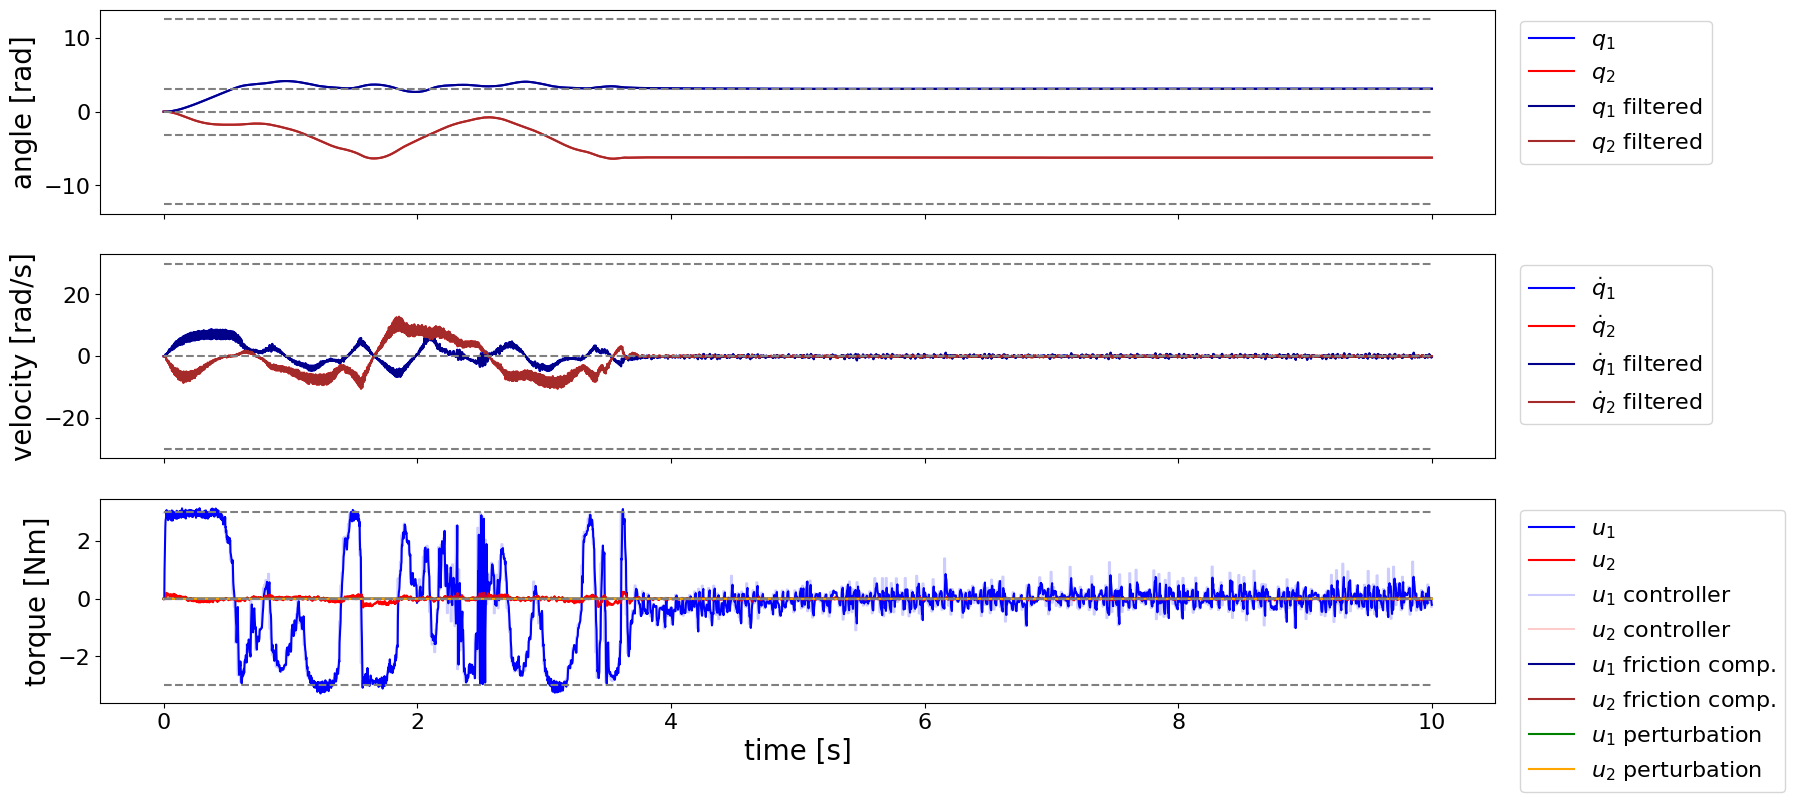 angle [rad]
10
0
−10
q₁
q₂
q₁ filtered
q₂ filtered
velocity [rad/s]
20
0
−20
q̇₁
q̇₂
q̇₁ filtered
q̇₂ filtered
torque [Nm]
2
0
−2
0 2 4 6 8 10
time [s]
u₁
u₂
u₁ controller
u₂ controller
u₁ friction comp.
u₂ friction comp.
u₁ perturbation
u₂ perturbation